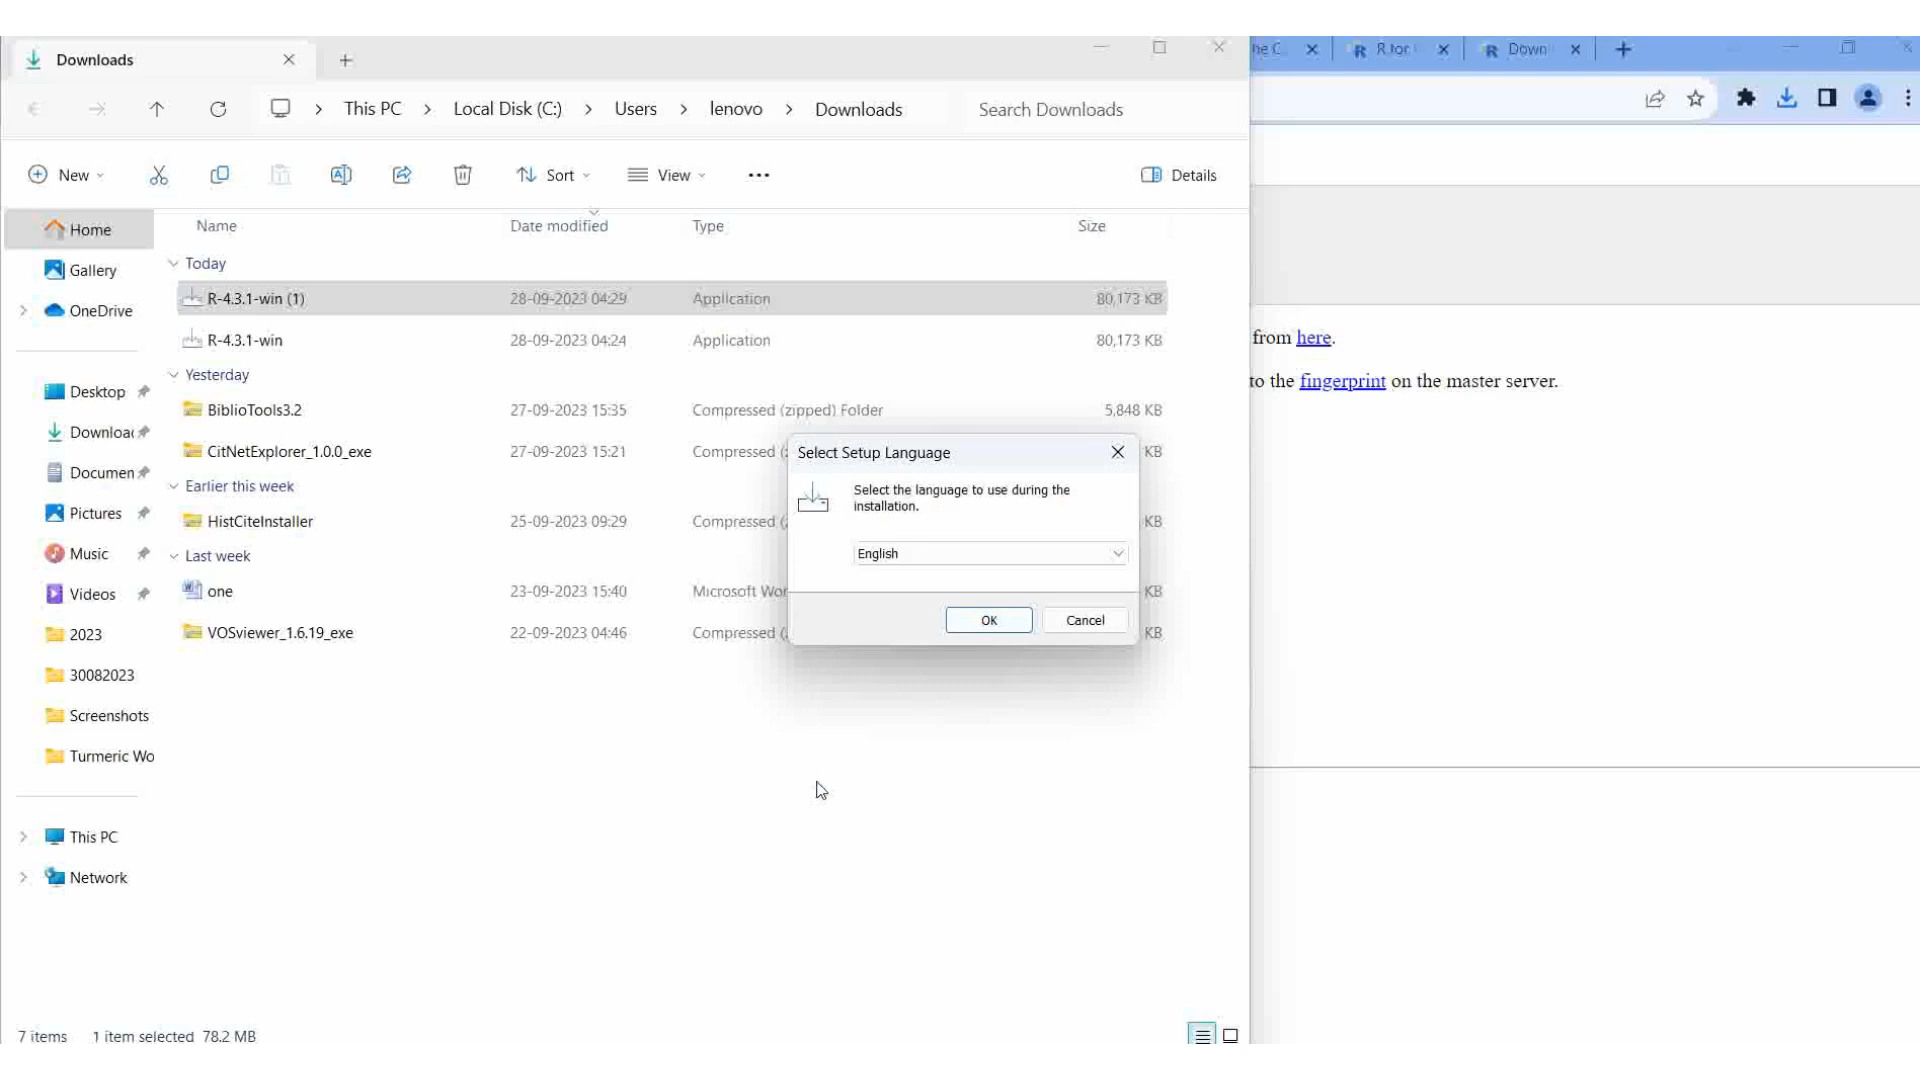 Downloads
he C
R for
Down
This PC > Local Disk (C:) > Users > lenovo > Downloads
Search Downloads
New
Sort
View
Details
Name Date modified Type Size
Home
Gallery
OneDrive
Desktop
Downloa
Documen
Pictures
Music
Videos
2023
30082023
Screenshots
Turmeric Wo
This PC
Network
Today
R-4.3.1-win (1) 28-09-2023 04:29 Application 80,173 KB
R-4.3.1-win 28-09-2023 04:24 Application 80,173 KB
Yesterday
BiblioTools3.2 27-09-2023 15:35 Compressed (zipped) Folder 5,848 KB
CitNetExplorer_1.0.0_exe 27-09-2023 15:21 Compressed (z KB
Earlier this week
HistCiteInstaller 25-09-2023 09:29 Compressed (z KB
Last week
one 23-09-2023 15:40 Microsoft Wor KB
VOSviewer_1.6.19_exe 22-09-2023 04:46 Compressed (z KB
Select Setup Language
Select the language to use during the
installation.
English
OK
Cancel
from here.
to the fingerprint on the master server.
7 items 1 item selected 78.2 MB